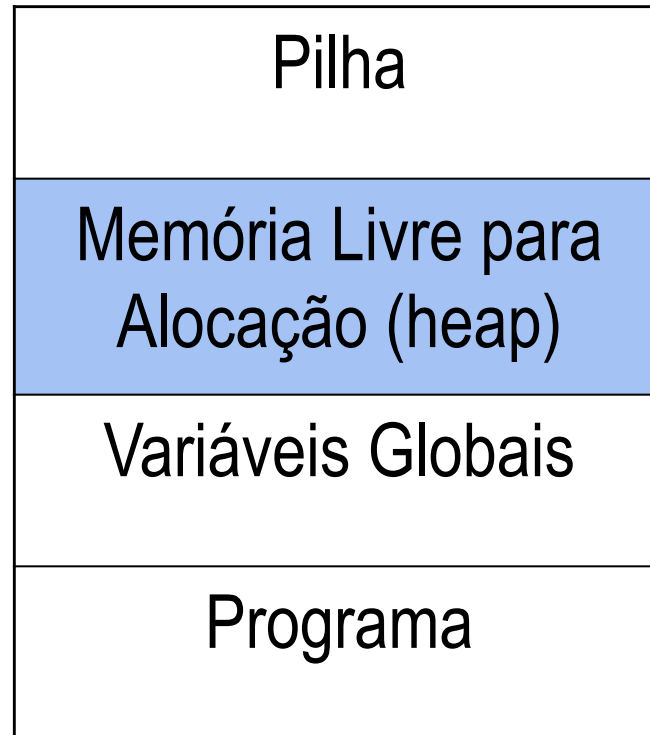 Pilha
Memória Livre para
Alocação (heap)
Variáveis Globais
Programa